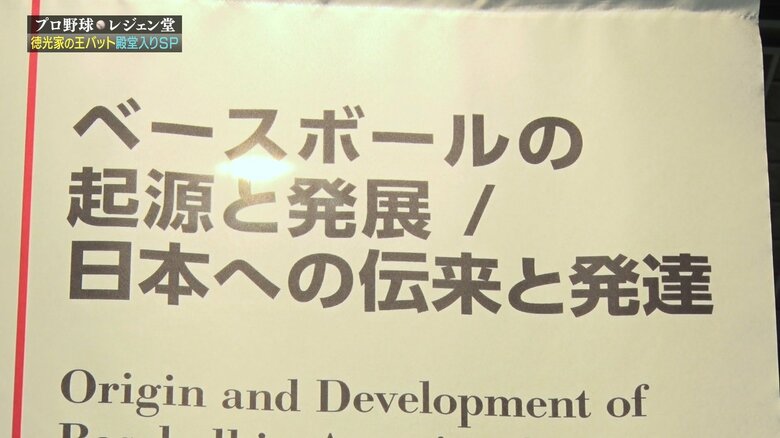 プロ野球レジェン堂
徳光家の王バット殿堂入りSP
ベースボールの
起源と発展 /
日本への伝来と発達
Origin and Development of